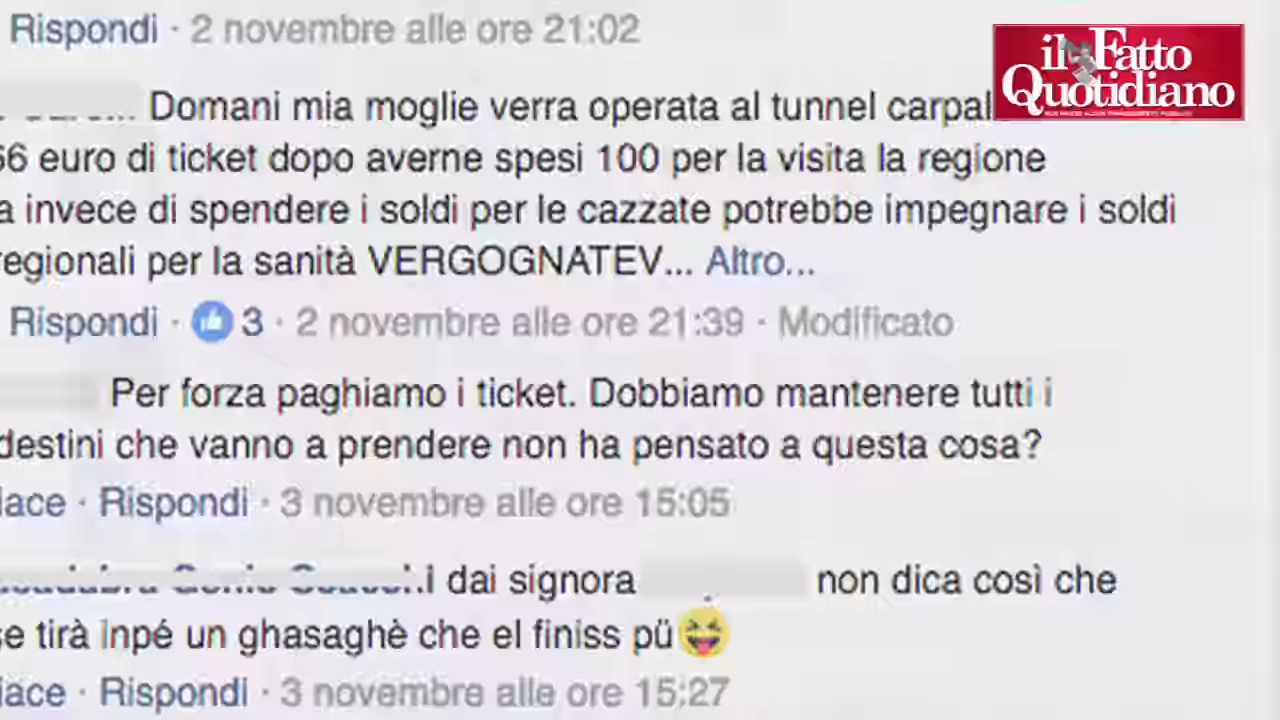 Rispondi · 2 novembre alle ore 21:02
il Fatto
Quotidiano
Domani mia moglie verra operata al tunnel carpal
66 euro di ticket dopo averne spesi 100 per la visita la regione
a invece di spendere i soldi per le cazzate potrebbe impegnare i soldi
regionali per la sanità VERGOGNATEV... Altro...
Rispondi · 3 · 2 novembre alle ore 21:39 · Modificato
Per forza paghiamo i ticket. Dobbiamo mantenere tutti i
destini che vanno a prendere non ha pensato a questa cosa?
iace · Rispondi · 3 novembre alle ore 15:05
dai signora non dica così che
se tirà inpé un ghasaghè che el finiss pü
iace · Rispondi · 3 novembre alle ore 15:27